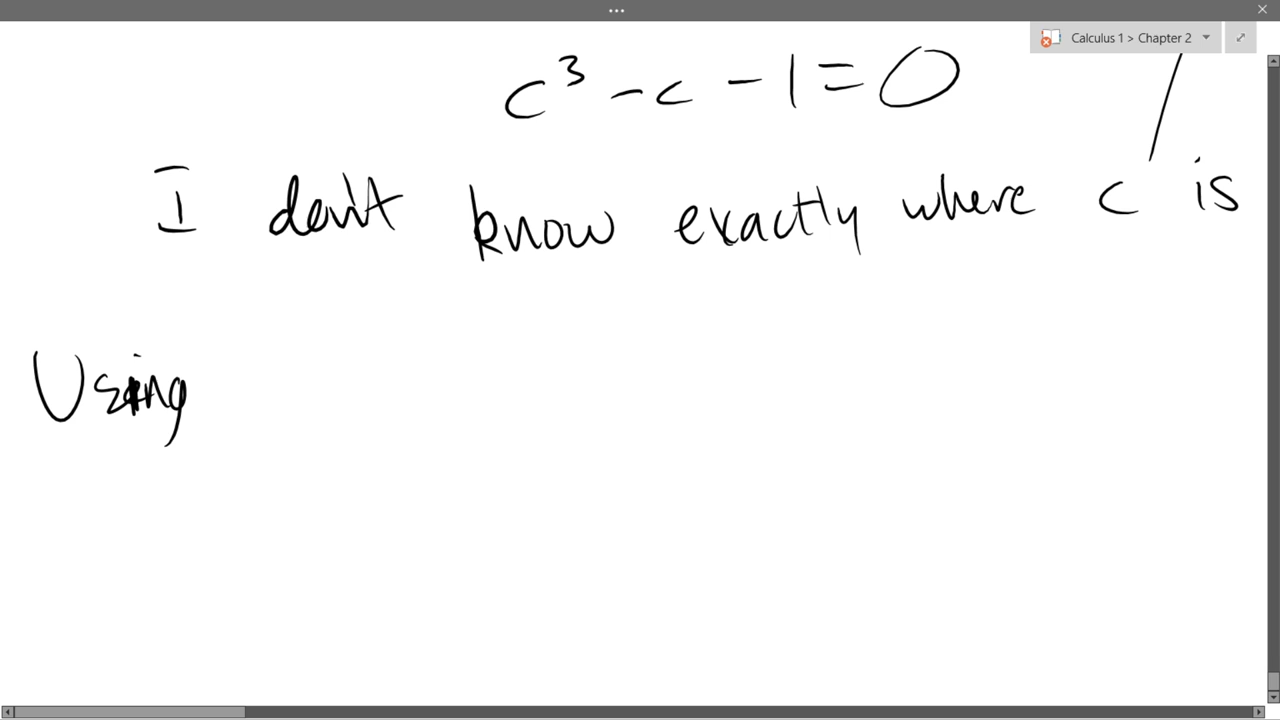 Calculus 1 > Chapter 2
c³ - c - 1 = 0
I don't know exactly where c is
Using